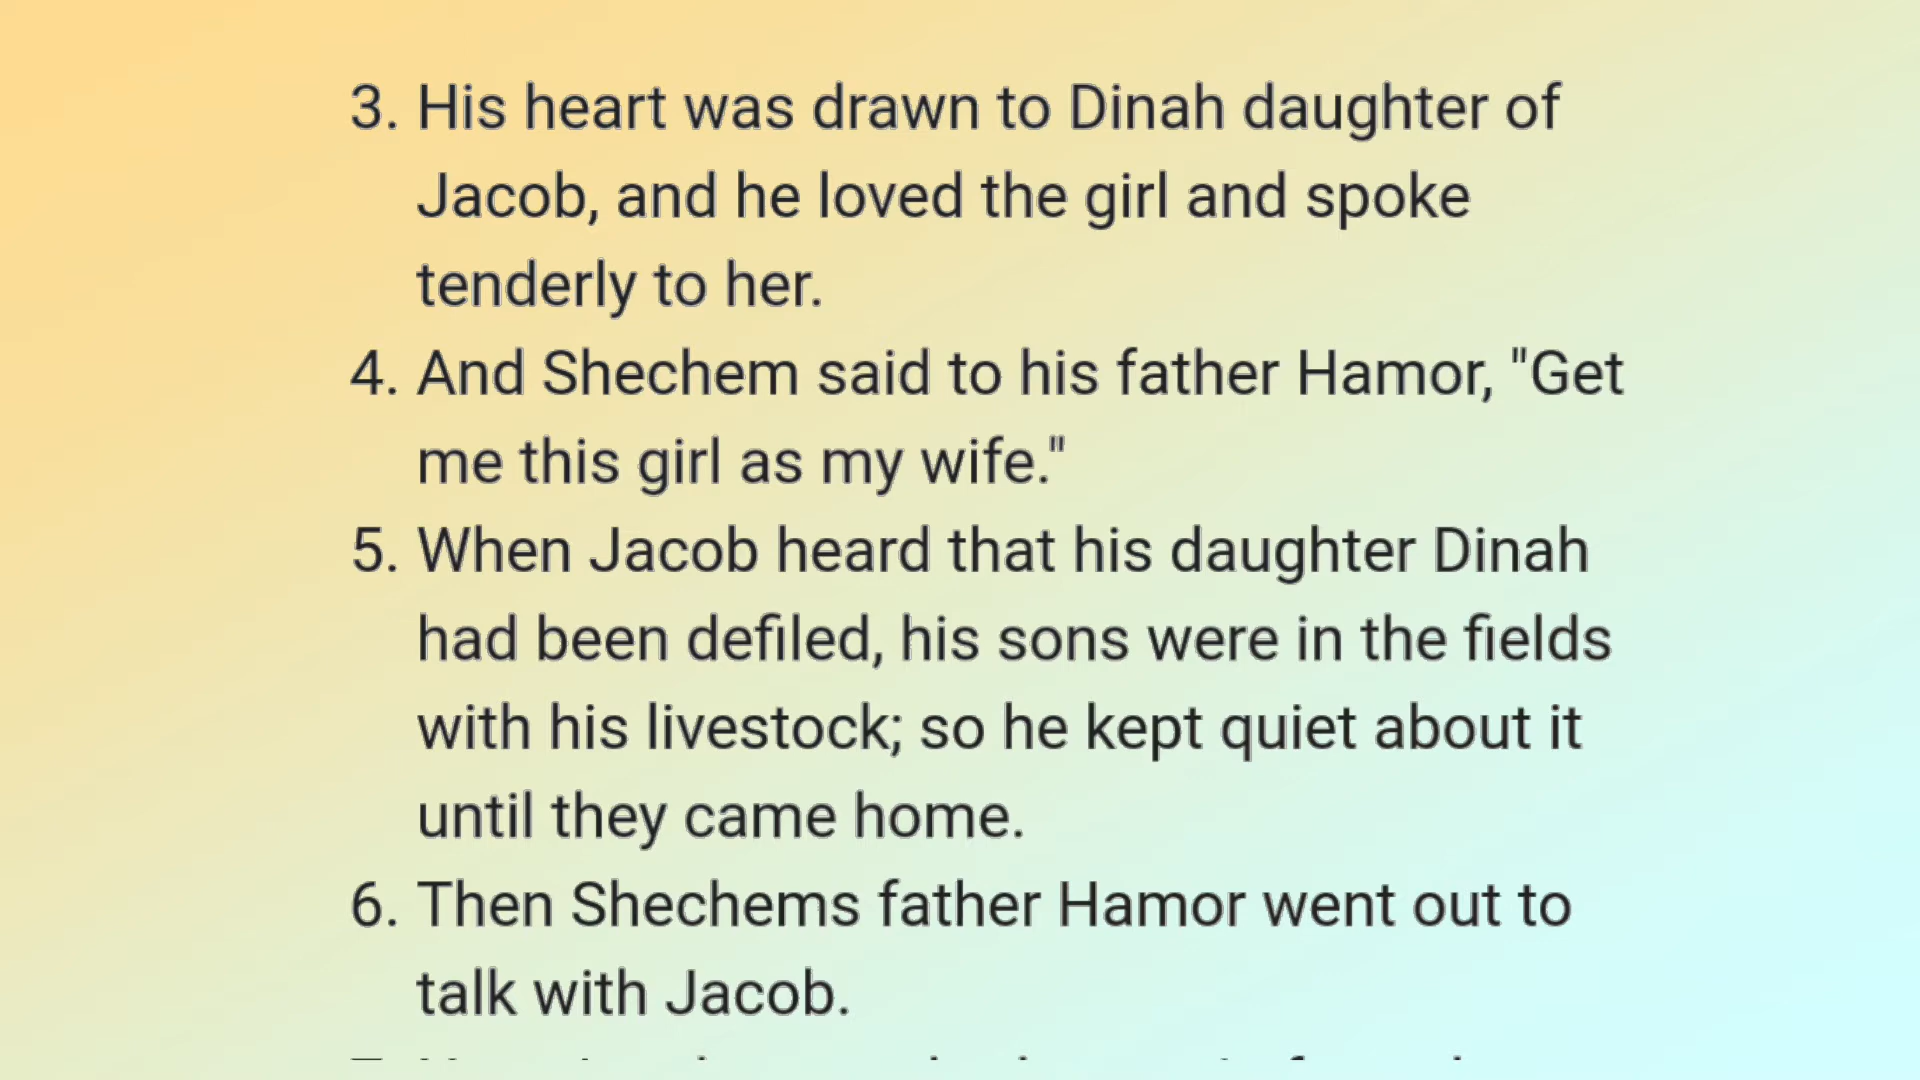 3. His heart was drawn to Dinah daughter of
Jacob, and he loved the girl and spoke
tenderly to her.
4. And Shechem said to his father Hamor, "Get
me this girl as my wife."
5. When Jacob heard that his daughter Dinah
had been defiled, his sons were in the fields
with his livestock; so he kept quiet about it
until they came home.
6. Then Shechems father Hamor went out to
talk with Jacob.